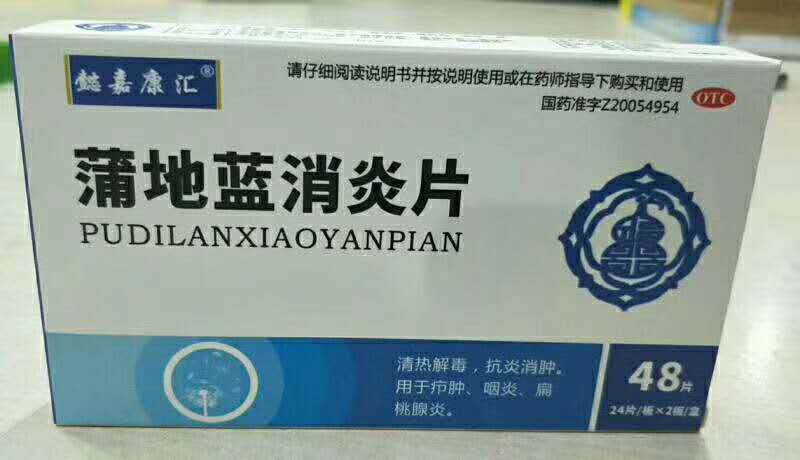 懿嘉康汇®
请仔细阅读说明书并按说明使用或在药师指导下购买和使用
国药准字Z20054954
OTC
蒲地蓝消炎片
PUDILANXIAOYANPIAN
清热解毒，抗炎消肿。
用于疖肿、咽炎、扁
桃腺炎。
48片
24片/板×2板/盒